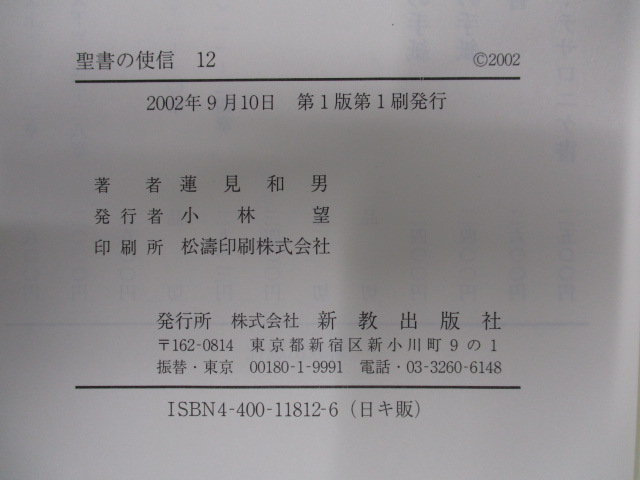 聖書の使信 12 ©2002
2002年9月10日 第1版第1刷発行
著者 蓮見和男
発行者 小林望
印刷所 松濤印刷株式会社
発行所 株式会社 新教出版社
〒162-0814 東京都新宿区新小川町9の1
振替・東京 00180-1-9991 電話・03-3260-6148
ISBN4-400-11812-6 (日キ販)